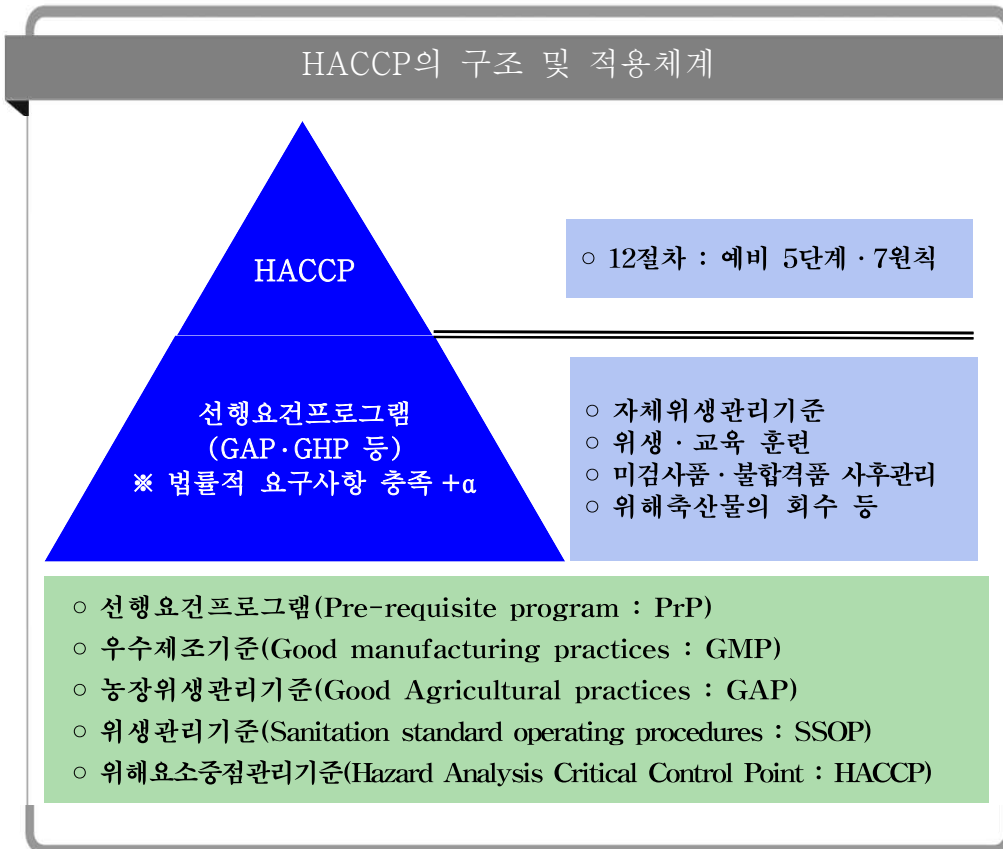 HACCP의 구조 및 적용체계
HACCP
○ 12절차 : 예비 5단계 · 7원칙
선행요건프로그램
(GAP·GHP 등)
※ 법률적 요구사항 충족 +α
○ 자체위생관리기준
○ 위생 · 교육 훈련
○ 미검사품 · 불합격품 사후관리
○ 위해축산물의 회수 등
○ 선행요건프로그램(Pre-requisite program : PrP)
○ 우수제조기준(Good manufacturing practices : GMP)
○ 농장위생관리기준(Good Agricultural practices : GAP)
○ 위생관리기준(Sanitation standard operating procedures : SSOP)
○ 위해요소중점관리기준(Hazard Analysis Critical Control Point : HACCP)